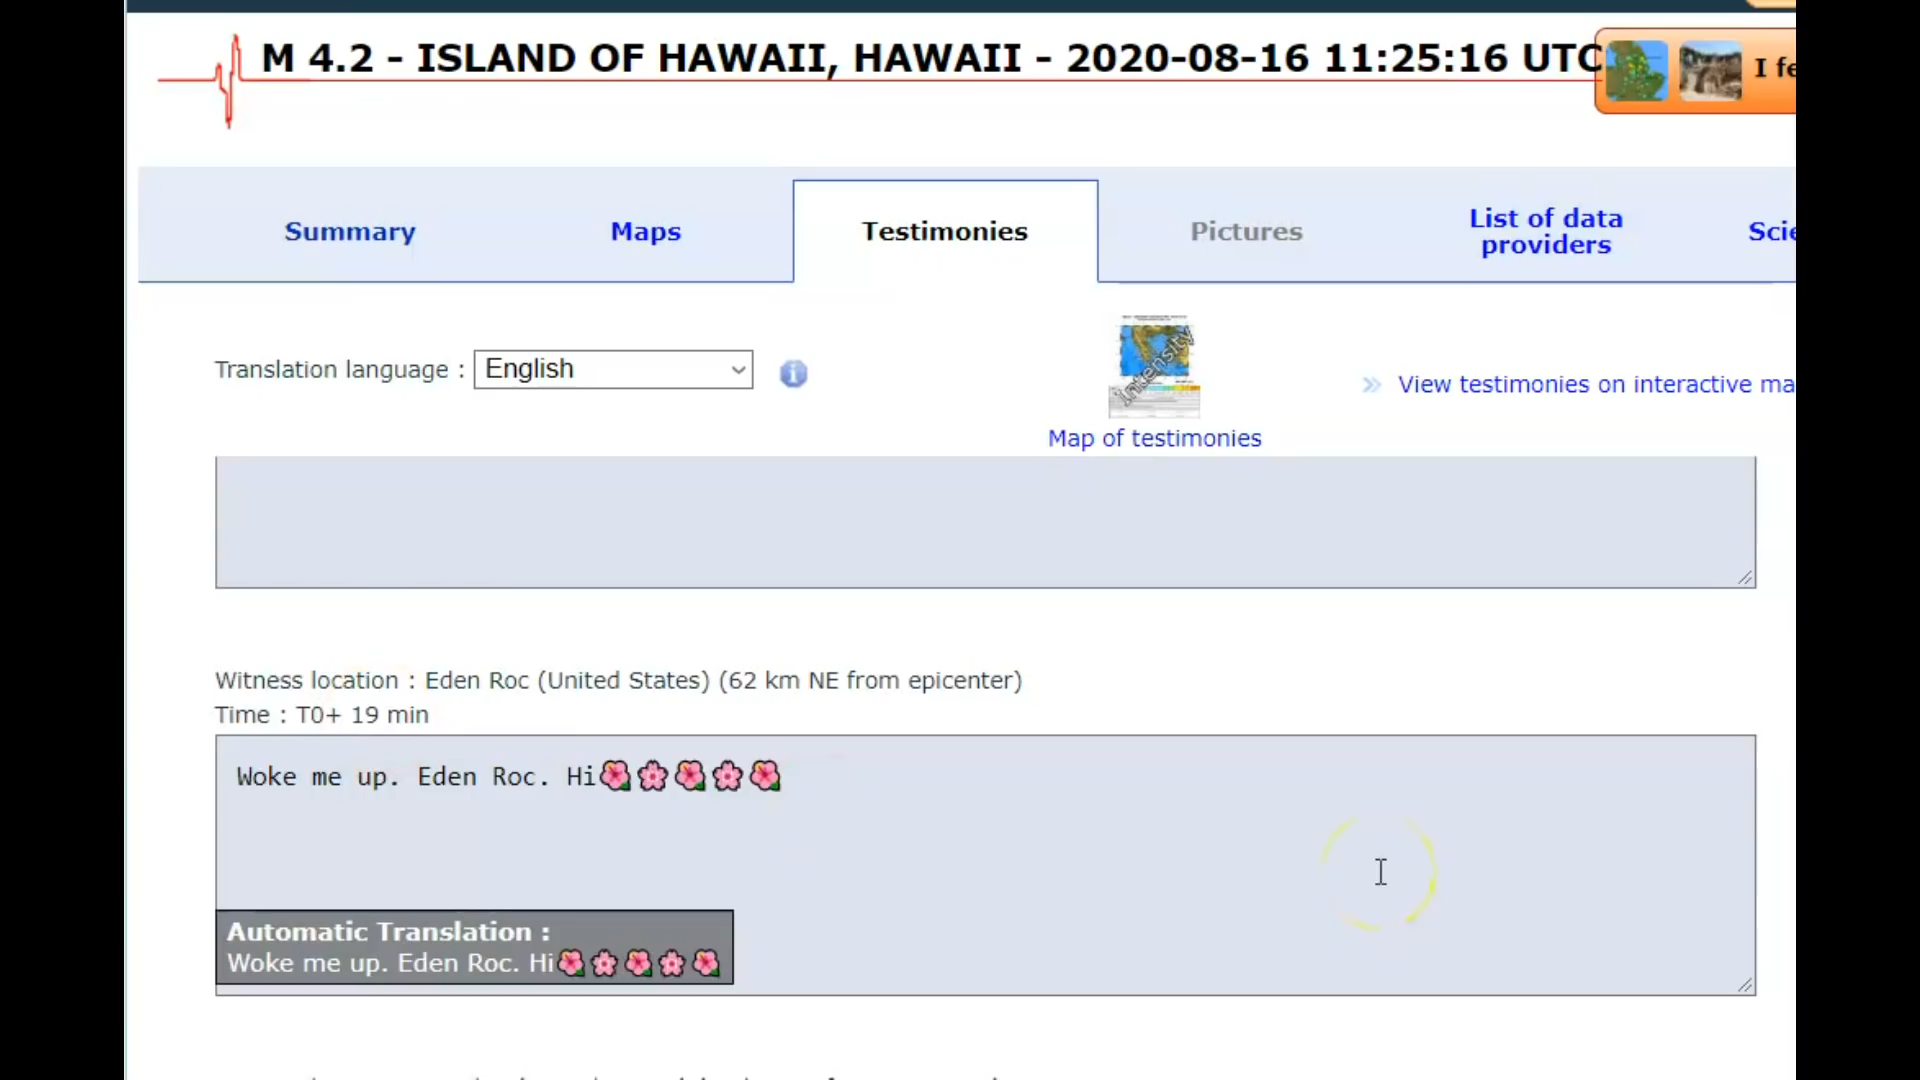 M 4.2 - ISLAND OF HAWAII, HAWAII - 2020-08-16 11:25:16 UTC
I fe
Summary
Maps
Testimonies
Pictures
List of data
providers
Scie
Translation language :
English
Intensity
Map of testimonies
» View testimonies on interactive ma
Witness location : Eden Roc (United States) (62 km NE from epicenter)
Time : T0+ 19 min
Woke me up. Eden Roc. Hi🌺🌸🌺🌸🌺
Automatic Translation :
Woke me up. Eden Roc. Hi🌺🌸🌺🌸🌺